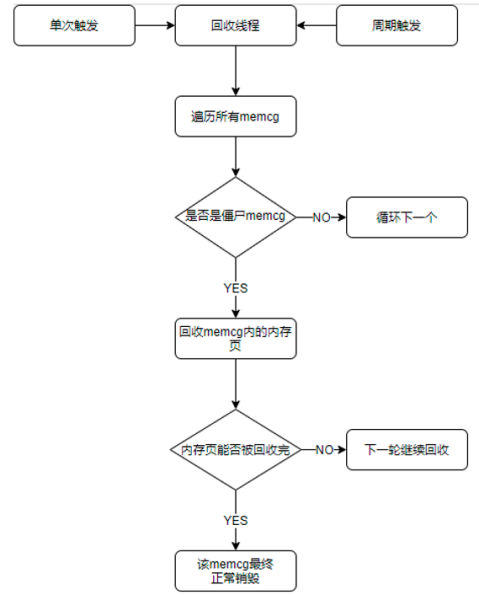 单次触发
回收线程
周期触发
遍历所有memcg
是否是僵尸memcg
NO
循环下一个
YES
回收memcg内的内存
页
内存页能否被回收完
NO
下一轮继续回收
YES
该memcg最终
正常销毁